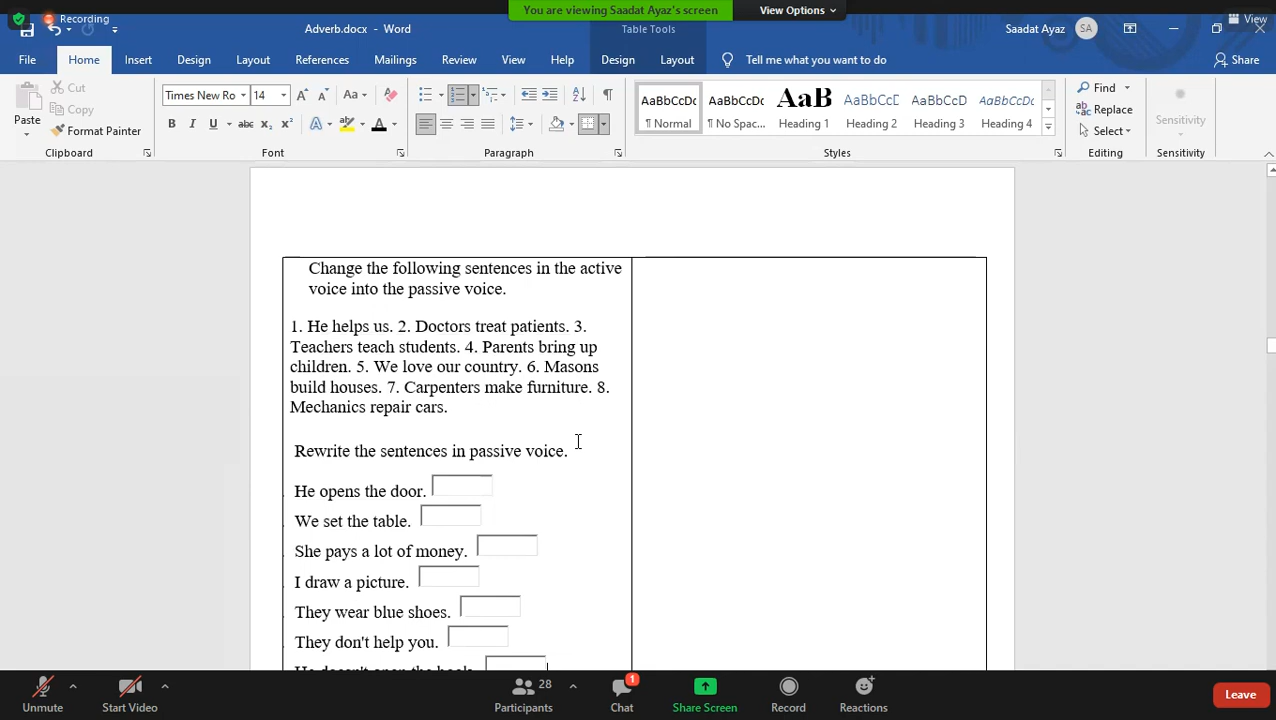 Recording
You are viewing Saadat Ayaz's screen
View Options
View
Adverb.docx - Word
Table Tools
Saadat Ayaz
SA
File
Home
Insert
Design
Layout
References
Mailings
Review
View
Help
Design
Layout
Tell me what you want to do
Share
Cut
Copy
Paste
Format Painter
Clipboard
Times New Ro
14
Font
Paragraph
AaBbCcDc
¶ Normal
AaBbCcDc
¶ No Spac...
AaB
Heading 1
AaBbCcD
Heading 2
AaBbCcD
Heading 3
AaBbCcDc
Heading 4
Styles
Find
Replace
Select
Editing
Sensitivity
Sensitivity
Change the following sentences in the active
voice into the passive voice.
1. He helps us. 2. Doctors treat patients. 3.
Teachers teach students. 4. Parents bring up
children. 5. We love our country. 6. Masons
build houses. 7. Carpenters make furniture. 8.
Mechanics repair cars.
Rewrite the sentences in passive voice.
He opens the door.
We set the table.
She pays a lot of money.
I draw a picture.
They wear blue shoes.
They don't help you.
He doesn't open the book.
Unmute
Start Video
28
Participants
1
Chat
Share Screen
Record
Reactions
Leave